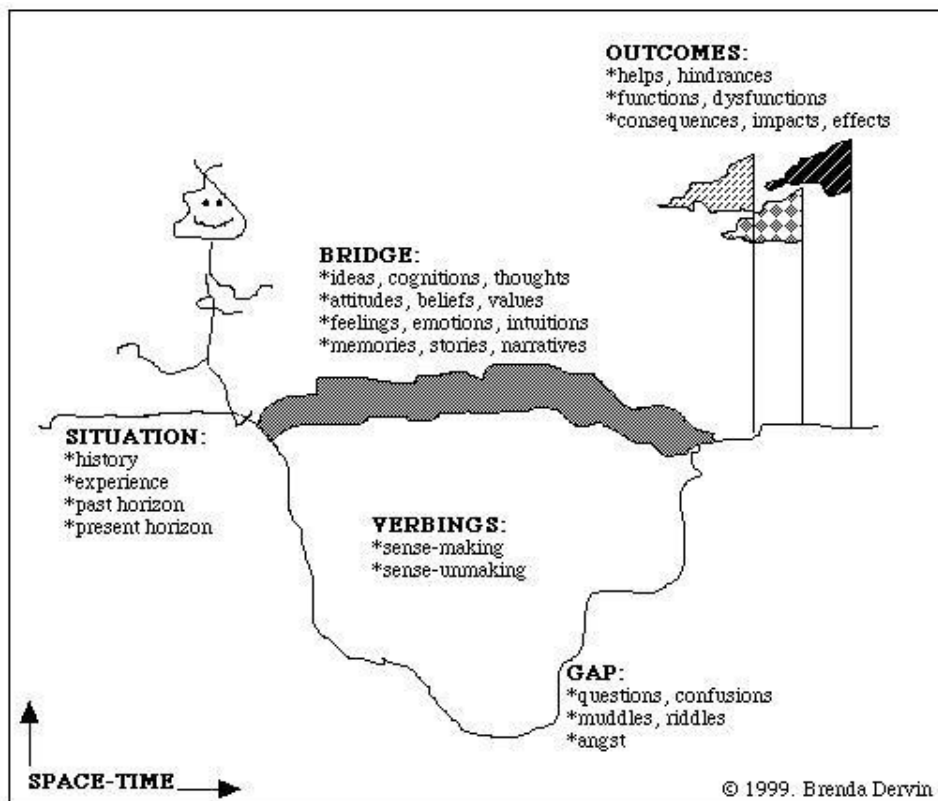 OUTCOMES:
*helps, hindrances
*functions, dysfunctions
*consequences, impacts, effects
BRIDGE:
*ideas, cognitions, thoughts
*attitudes, beliefs, values
*feelings, emotions, intuitions
*memories, stories, narratives
SITUATION:
*history
*experience
*past horizon
*present horizon
VERBINGS:
*sense-making
*sense-unmaking
GAP:
*questions, confusions
*muddles, riddles
*angst
SPACE-TIME
© 1999. Brenda Dervin